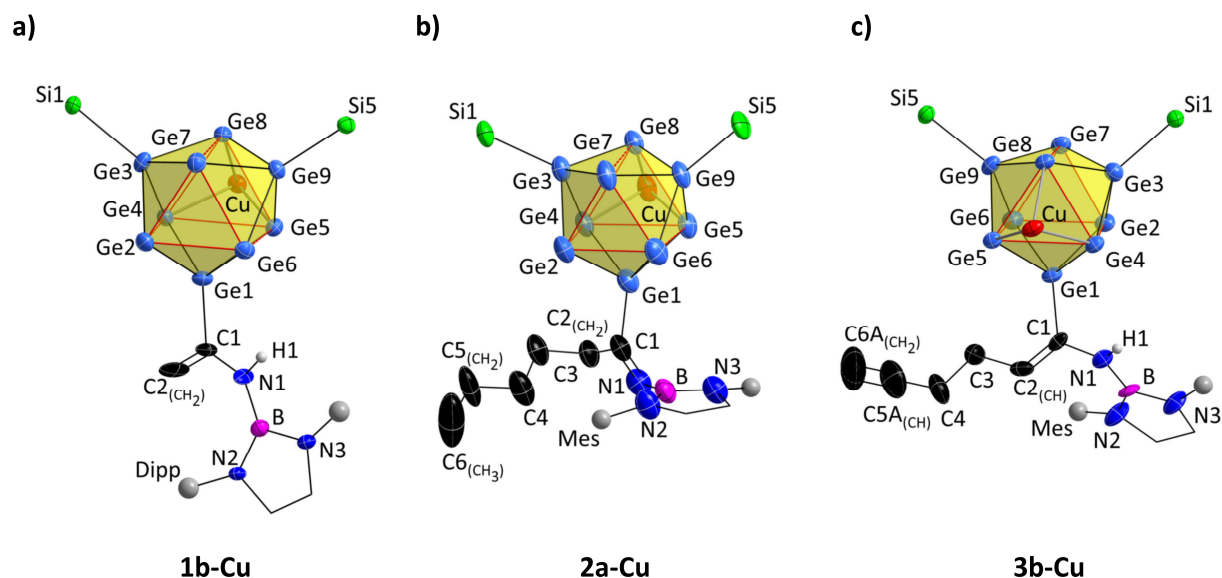 a)
b)
c)
Si1
Si5
Ge8
Ge7
Ge3
Ge9
Ge4
Cu
Ge5
Ge2
Ge6
Ge1
C1
H1
C2(CH2)
N1
B
N2
N3
Dipp
Si1
Si5
Ge8
Ge7
Ge3
Ge9
Ge4
Cu
Ge5
Ge2
Ge6
Ge1
C2(CH2)
C1
C5(CH2)
C3
N1
B
N3
C4
Mes
N2
C6(CH3)
Si5
Si1
Ge7
Ge8
Ge9
Ge3
Ge6
Cu
Ge2
Ge5
Ge4
Ge1
C1
H1
C6A(CH2)
C3
N1
B
C2(CH)
C5A(CH)
C4
Mes
N2
N3
1b-Cu
2a-Cu
3b-Cu